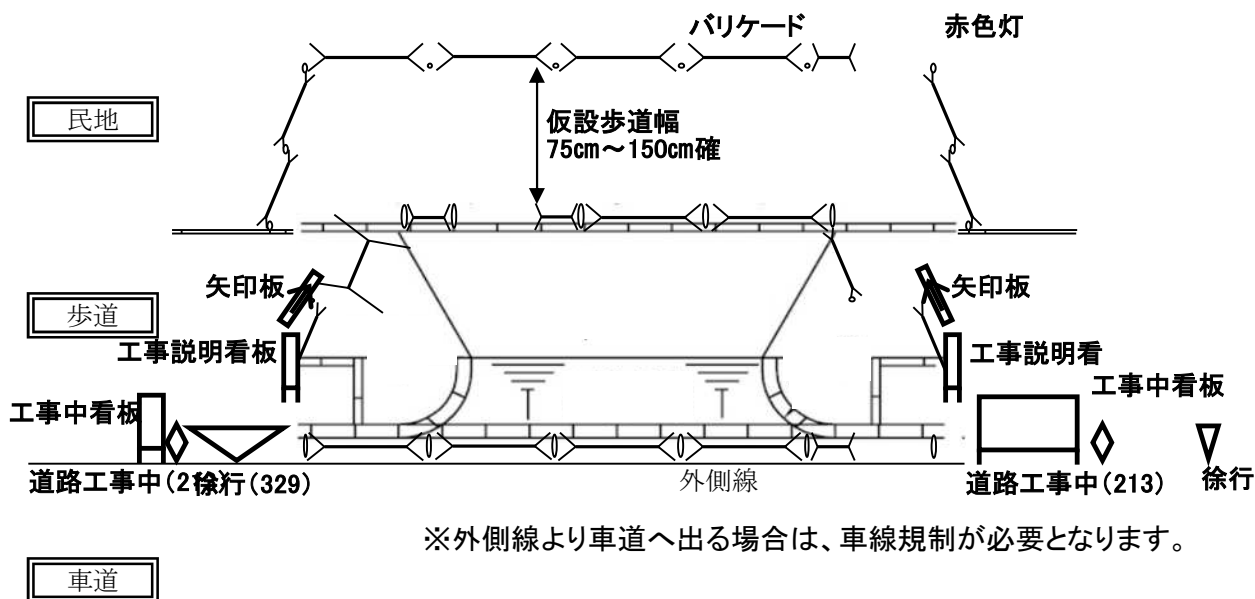 バリケード
赤色灯
民地
仮設歩道幅
75cm～150cm確
矢印板
矢印板
歩道
工事説明看板
工事説明看
工事中看板
工事中看板
道路工事中(2
徐行(329)
外側線
道路工事中(213)
徐行
※外側線より車道へ出る場合は、車線規制が必要となります。
車道